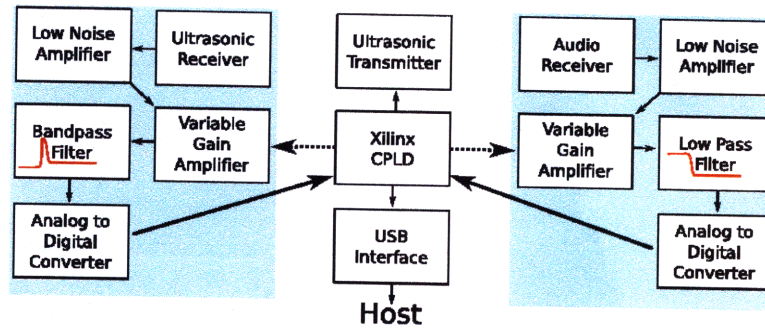 Low Noise
Amplifier
Ultrasonic
Receiver
Ultrasonic
Transmitter
Audio
Receiver
Low Noise
Amplifier
Bandpass
Filter
Variable
Gain
Amplifier
Xilinx
CPLD
Variable
Gain
Amplifier
Low Pass
Filter
Analog to
Digital
Converter
USB
Interface
Analog to
Digital
Converter
Host